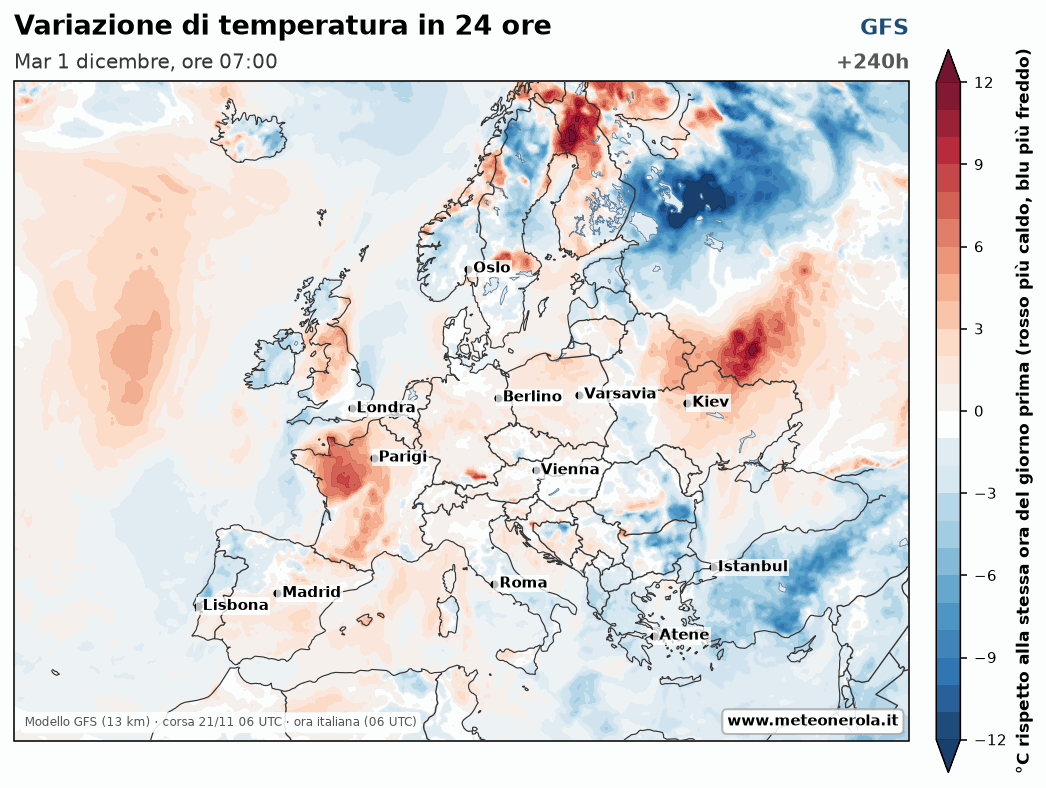 Variazione di temperatura in 24 ore
GFS
Mar 1 dicembre, ore 07:00
+240h
12
9
6
3
0
−3
−6
−9
−12
°C rispetto alla stessa ora del giorno prima (rosso più caldo, blu più freddo)
Oslo
Londra
Berlino
Varsavia
Kiev
Parigi
Vienna
Istanbul
Roma
Madrid
Lisbona
Atene
Modello GFS (13 km) · corsa 21/11 06 UTC · ora italiana (06 UTC)
www.meteonerola.it